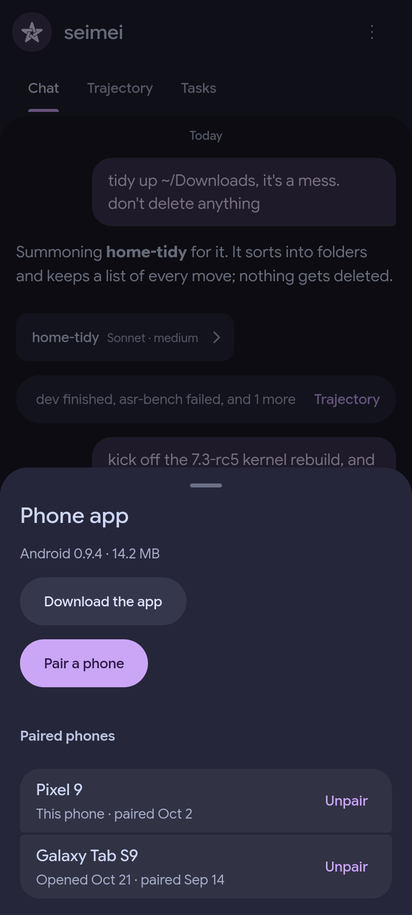 seimei
Chat
Trajectory
Tasks
Today
tidy up ~/Downloads, it's a mess.
don't delete anything
Summoning home-tidy for it. It sorts into folders
and keeps a list of every move; nothing gets deleted.
home-tidy Sonnet · medium
dev finished, asr-bench failed, and 1 more Trajectory
kick off the 7.3-rc5 kernel rebuild, and
Phone app
Android 0.9.4 · 14.2 MB
Download the app
Pair a phone
Paired phones
Pixel 9
This phone · paired Oct 2
Unpair
Galaxy Tab S9
Opened Oct 21 · paired Sep 14
Unpair